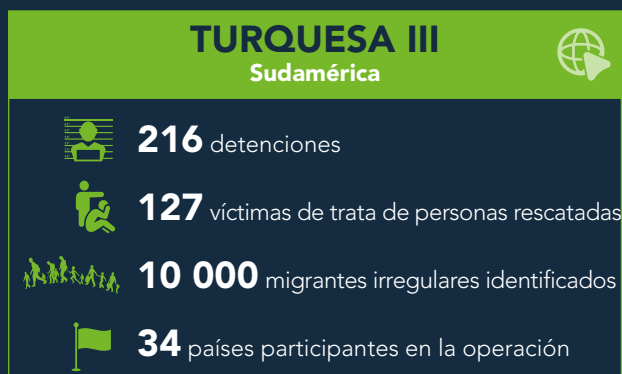 TURQUESA III
Sudamérica
216 detenciones
127 víctimas de trata de personas rescatadas
10 000 migrantes irregulares identificados
34 países participantes en la operación